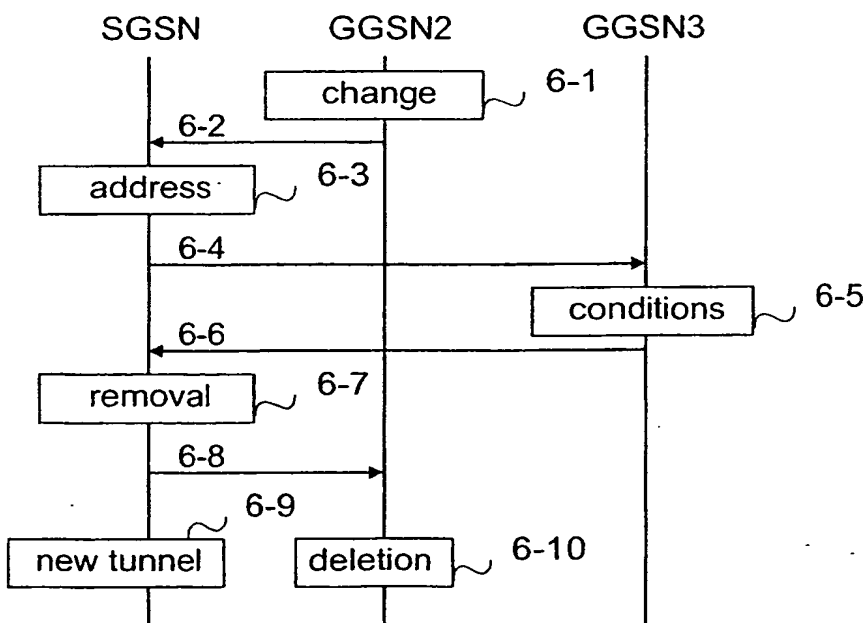 SGSN GGSN2 GGSN3
change 6-1
6-2
address 6-3
6-4
conditions 6-5
6-6
removal 6-7
6-8
6-9
new tunnel deletion 6-10